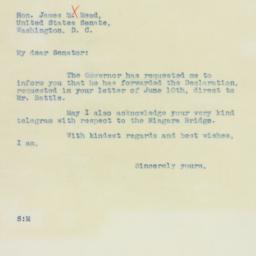 Hon. James M. Mead,
United States Senate,
Washington, D. C.
My dear Senator:
The Governor has requested me to
inform you that he has forwarded the Declaration,
requested in your letter of June 10th, direct to
Mr. Battle.
May I also acknowledge your very kind
telegram with respect to the Niagara Bridge.
With kindest regards and best wishes,
I am,
Sincerely yours,
S:M